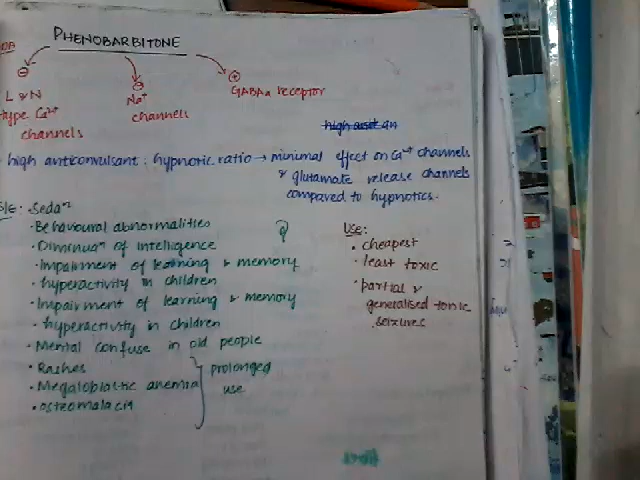 PHENOBARBITONE
⊖
⊖
⊕
L & N
type Ca²⁺
channels
Na⁺
channels
GABAA receptor
high anticonvulsant : hypnotic ratio → minimal effect on Ca²⁺ channels
& glutamate release channels
compared to hypnotics.
S/E: · Sedaⁿ
· Behavioural abnormalities
· Diminuaⁿ of intelligence
· Impairment of learning & memory
· hyperactivity in children
· Impairment of learning & memory
· hyperactivity in children
· Mental confuse in old people
· Rashes
· Megaloblastic anemia
· osteomalacia
prolonged
use
Use:
· cheapest
· least toxic
· partial &
generalised tonic
seizures